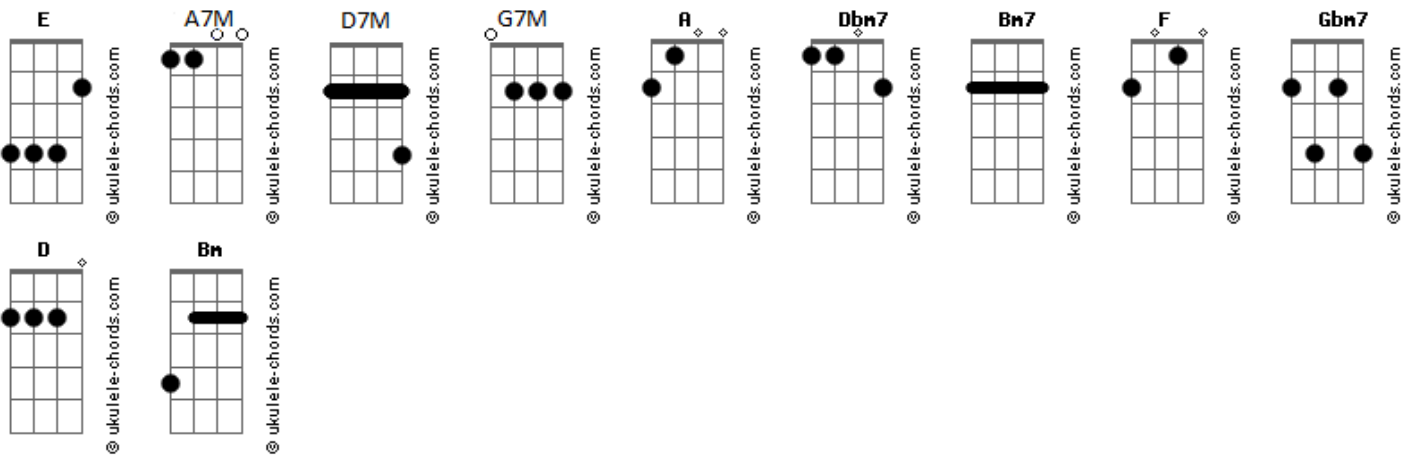 E A7M D7M G7M A Dbm7 Bm7 F Gbm7
© ukulele-chords.com © ukulele-chords.com © ukulele-chords.com © ukulele-chords.com © ukulele-chords.com © ukulele-chords.com © ukulele-chords.com © ukulele-chords.com © ukulele-chords.com
D Bm
© ukulele-chords.com © ukulele-chords.com